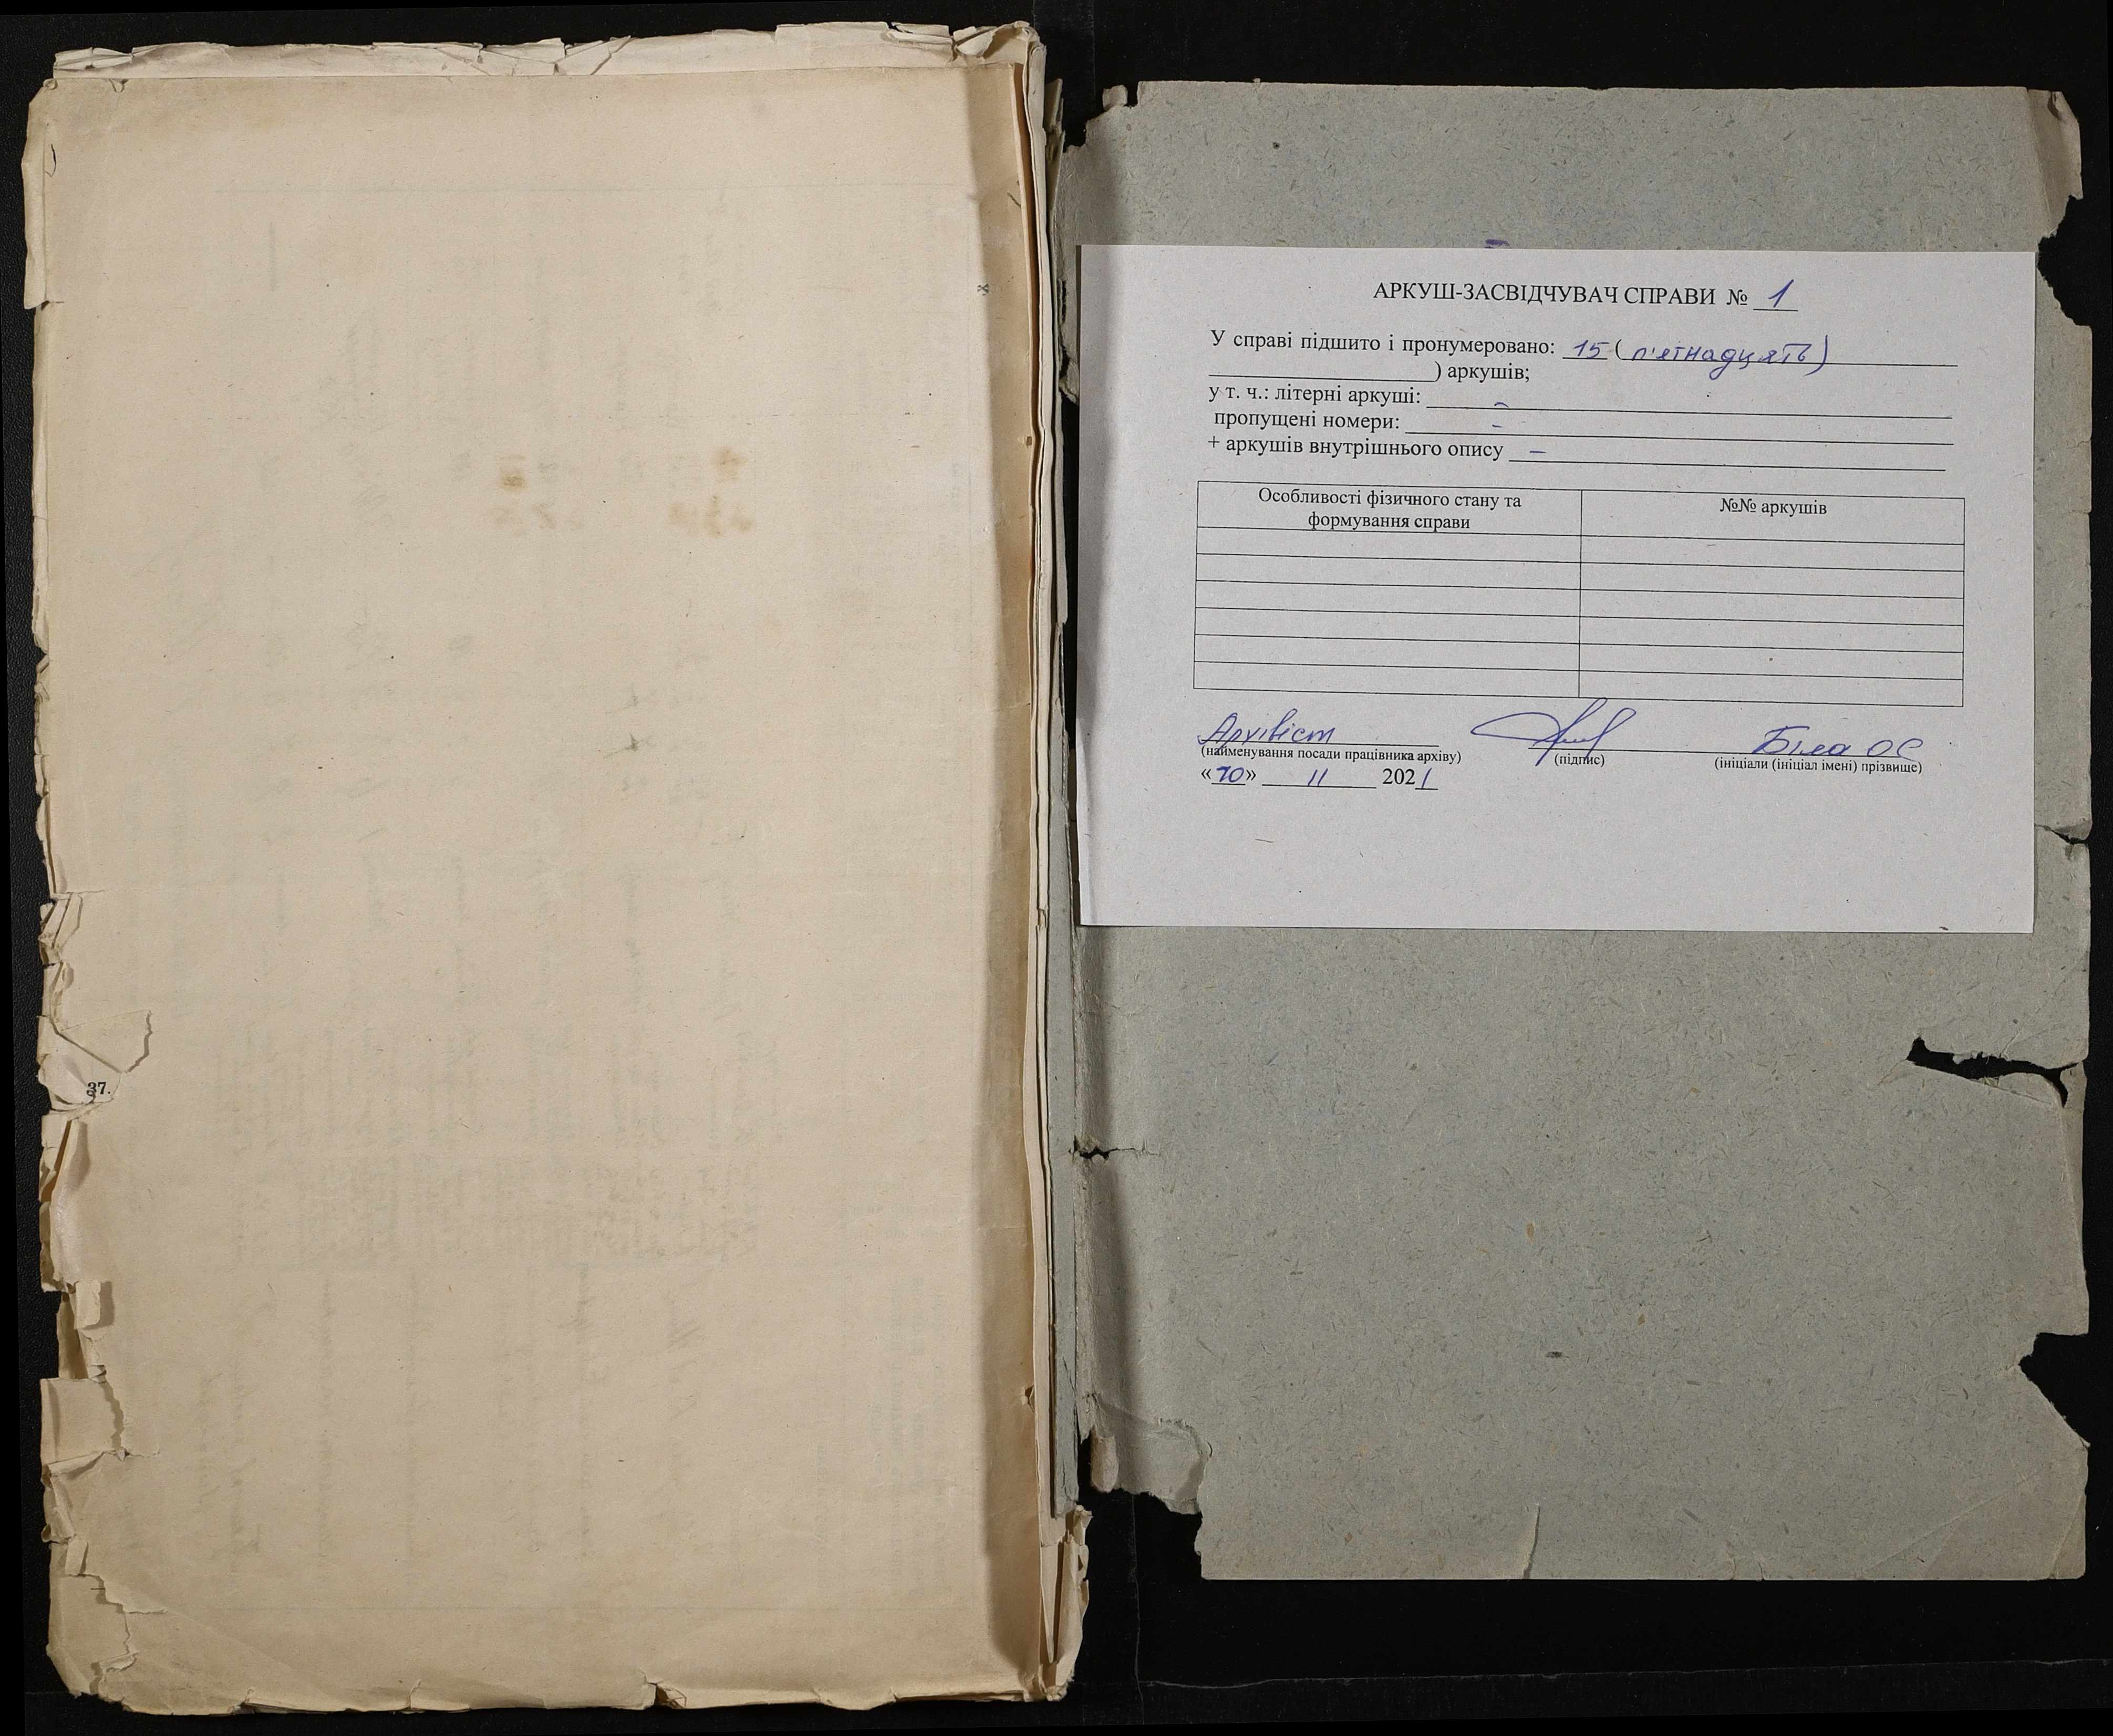 37.
АРКУШ-ЗАСВІДЧУВАЧ СПРАВИ № 1
У справі підшито і пронумеровано: 15 ( п'ятнадцять)
) аркушів;
у т. ч.: літерні аркуші: –
пропущені номери: –
+ аркушів внутрішнього опису –
Особливості фізичного стану та формування справи
№№ аркушів
Архівіст Біла ОС
(найменування посади працівника архіву) (підпис) (ініціали (ініціал імені) прізвище)
«10» 11 2021